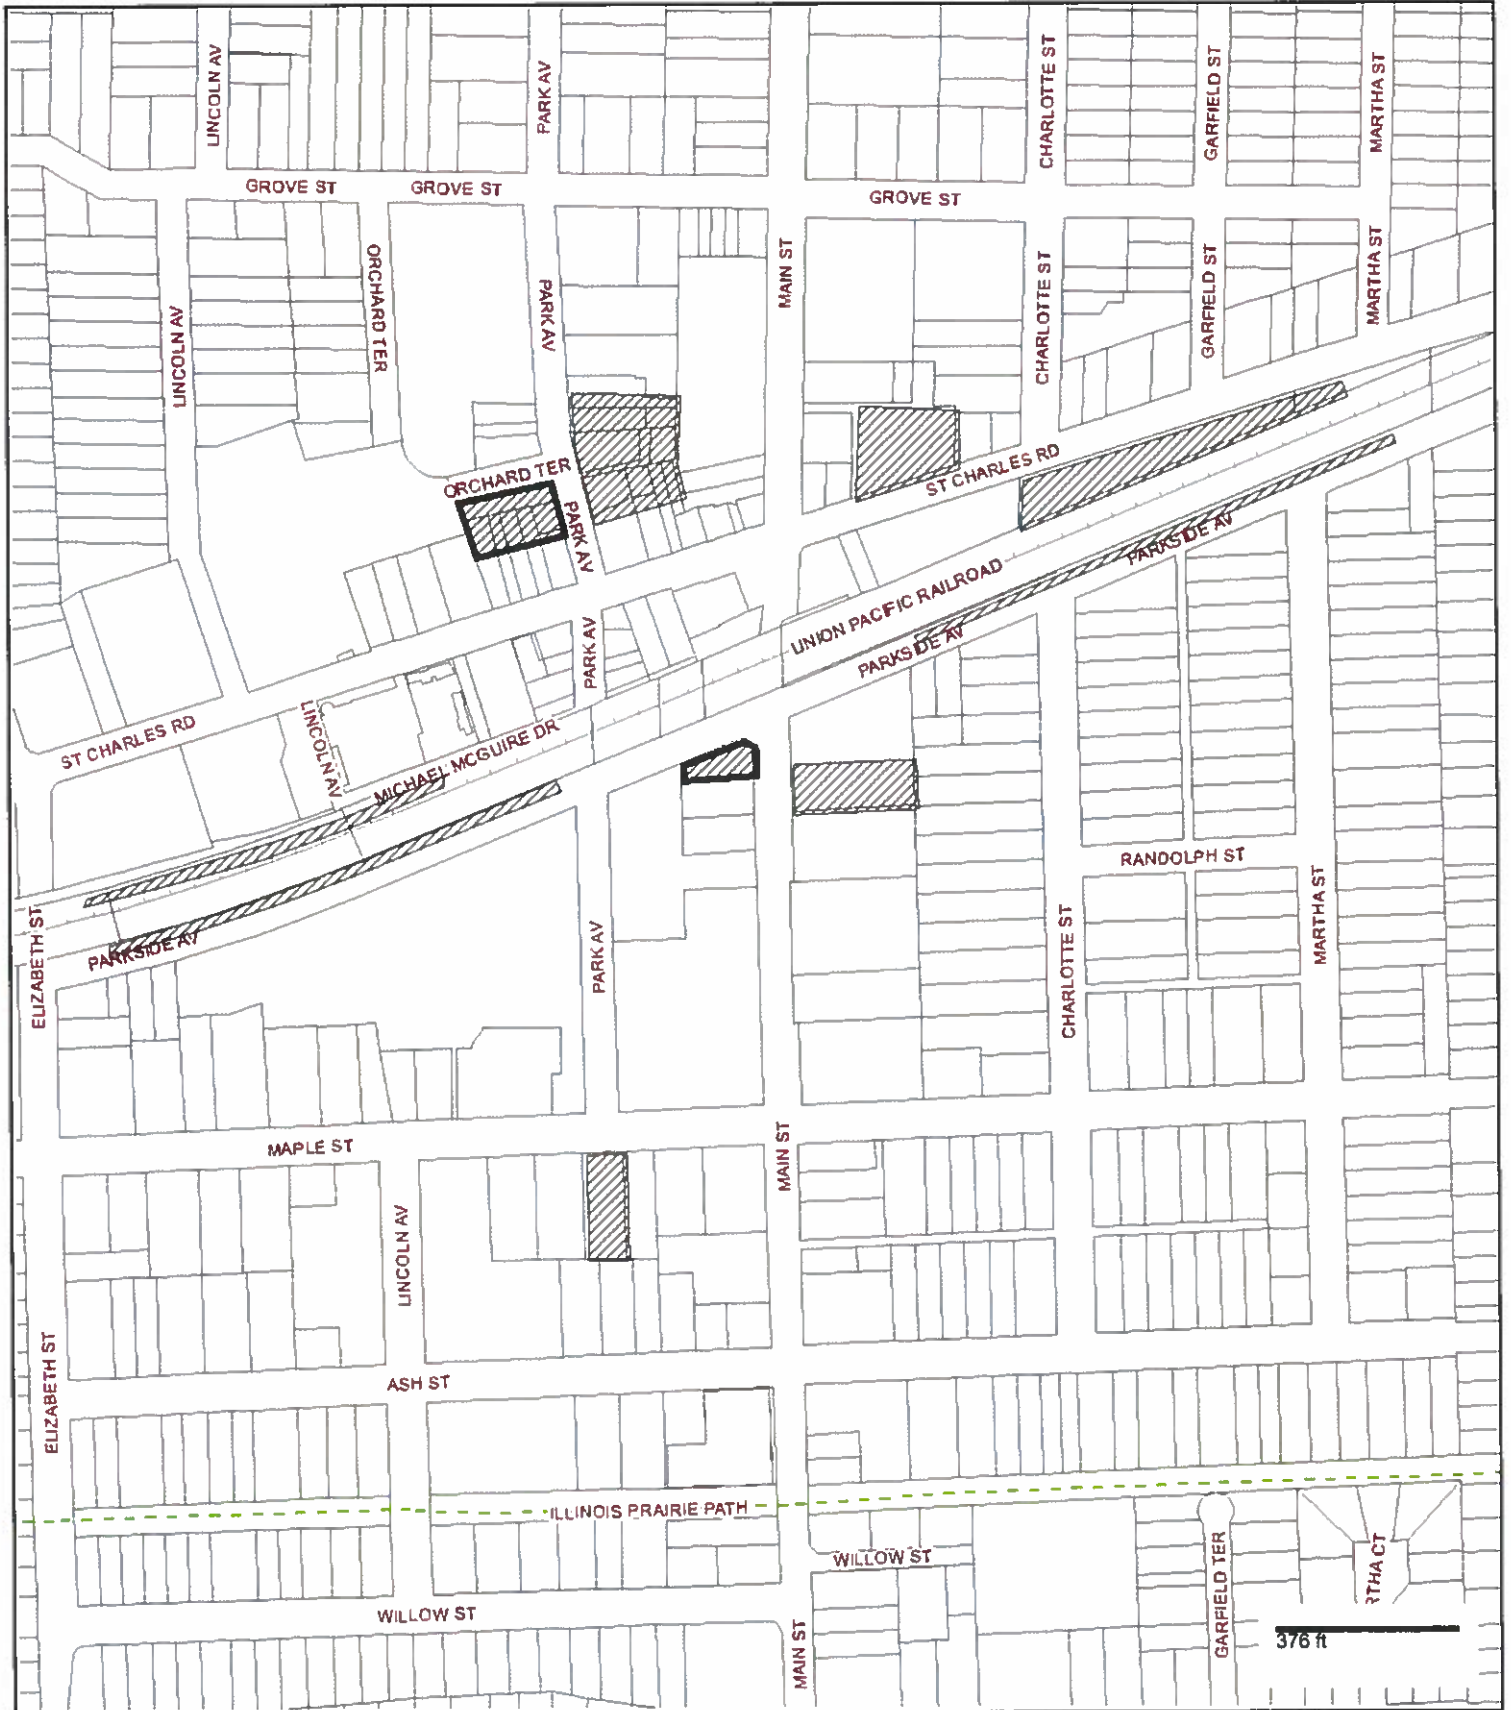 LINCOLN AV
PARK AV
CHARLOTTE ST
GARFIELD ST
MARTHA ST
GROVE ST
GROVE ST
GROVE ST
LINCOLN AV
ORCHARD TER
PARK AV
MAIN ST
CHARLOTTE ST
GARFIELD ST
MARTHA ST
ORCHARD TER
PARK AV
ST CHARLES RD
PARKSIDE AV
UNION PACIFIC RAILROAD
PARKSIDE AV
PARK AV
ST CHARLES RD
LINCOLN AV
MICHAEL MCGUIRE DR
RANDOLPH ST
ELIZABETH ST
PARKSIDE AV
PARK AV
CHARLOTTE ST
MARTHA ST
MAPLE ST
MAIN ST
LINCOLN AV
ELIZABETH ST
ASH ST
ILLINOIS PRAIRIE PATH
WILLOW ST
WILLOW ST
MAIN ST
GARFIELD TER
RTHA CT
376 ft